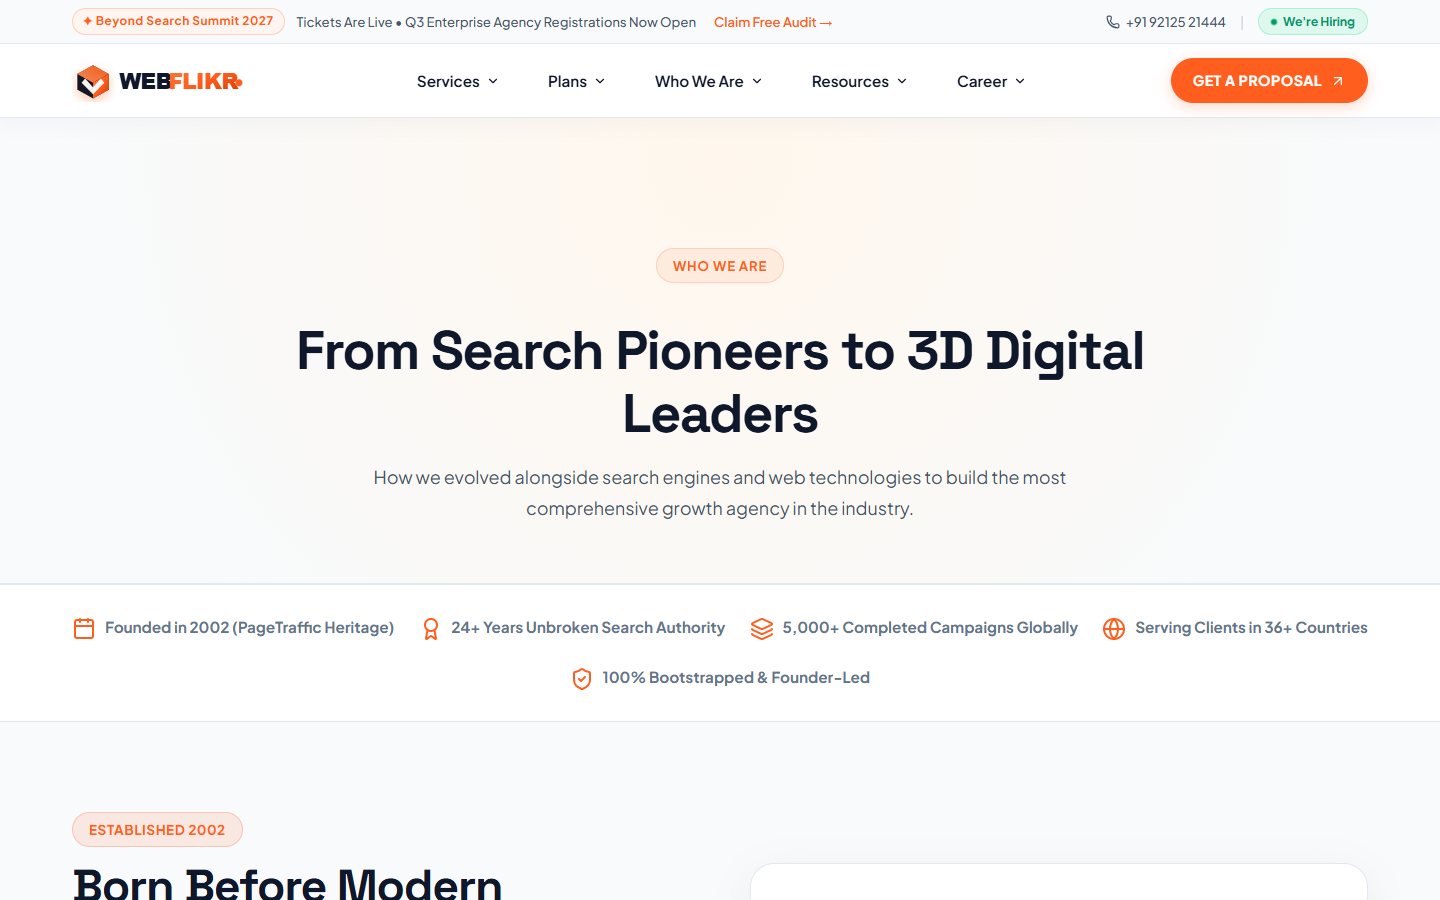 ✦ Beyond Search Summit 2027 Tickets Are Live • Q3 Enterprise Agency Registrations Now Open Claim Free Audit → +91 92125 21444 | We're Hiring
WEBFLIKR Services Plans Who We Are Resources Career GET A PROPOSAL
WHO WE ARE
From Search Pioneers to 3D Digital
Leaders
How we evolved alongside search engines and web technologies to build the most
comprehensive growth agency in the industry.
Founded in 2002 (PageTraffic Heritage) 24+ Years Unbroken Search Authority 5,000+ Completed Campaigns Globally Serving Clients in 36+ Countries
100% Bootstrapped & Founder-Led
ESTABLISHED 2002
Born Before Modern